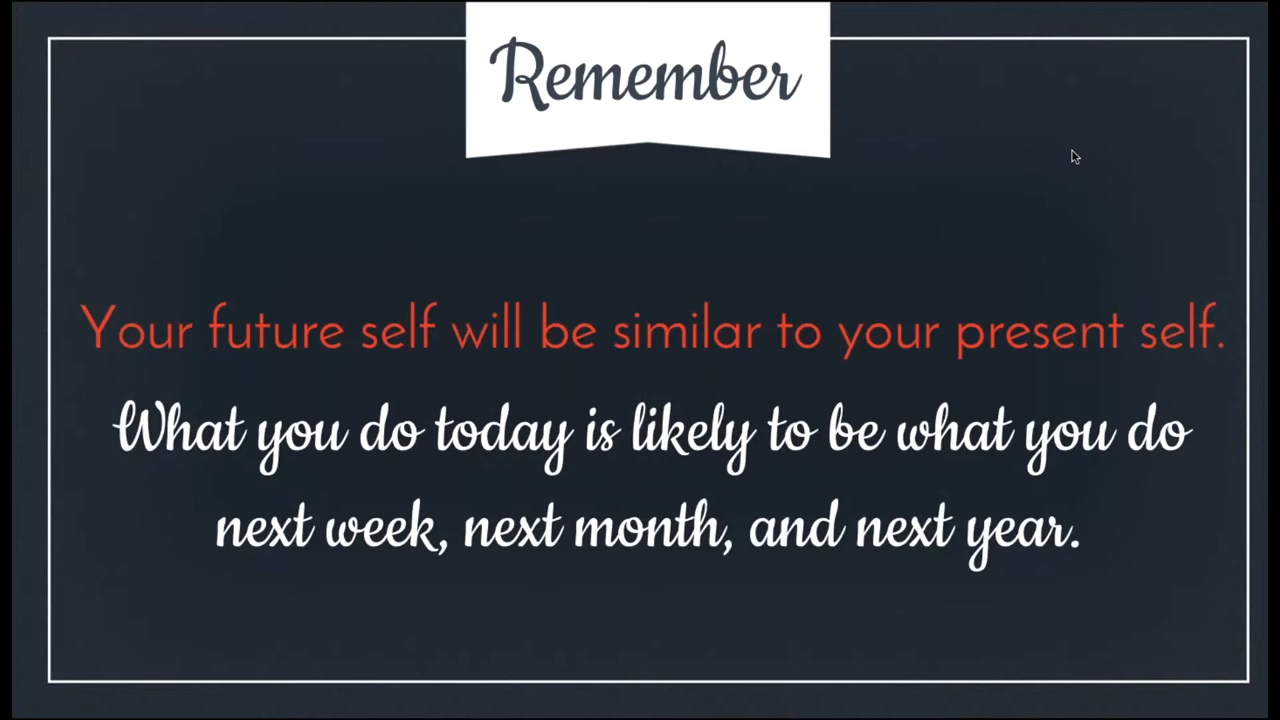 Remember
Your future self will be similar to your present self.
What you do today is likely to be what you do
next week, next month, and next year.